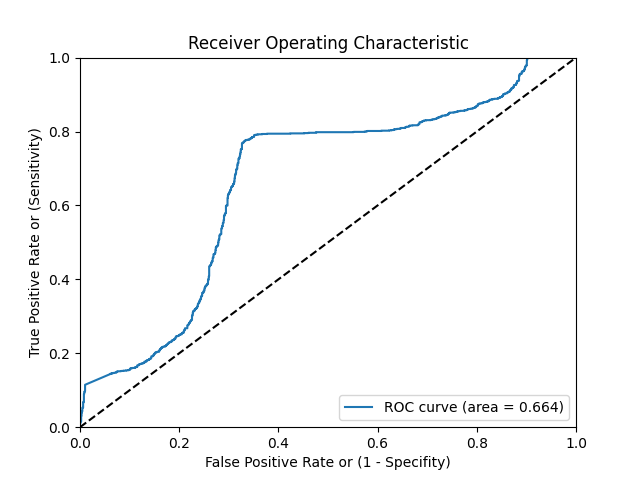 Receiver Operating Characteristic
True Positive Rate or (Sensitivity)
1.0
0.8
0.6
0.4
0.2
0.0
ROC curve (area = 0.664)
0.0 0.2 0.4 0.6 0.8 1.0
False Positive Rate or (1 - Specifity)